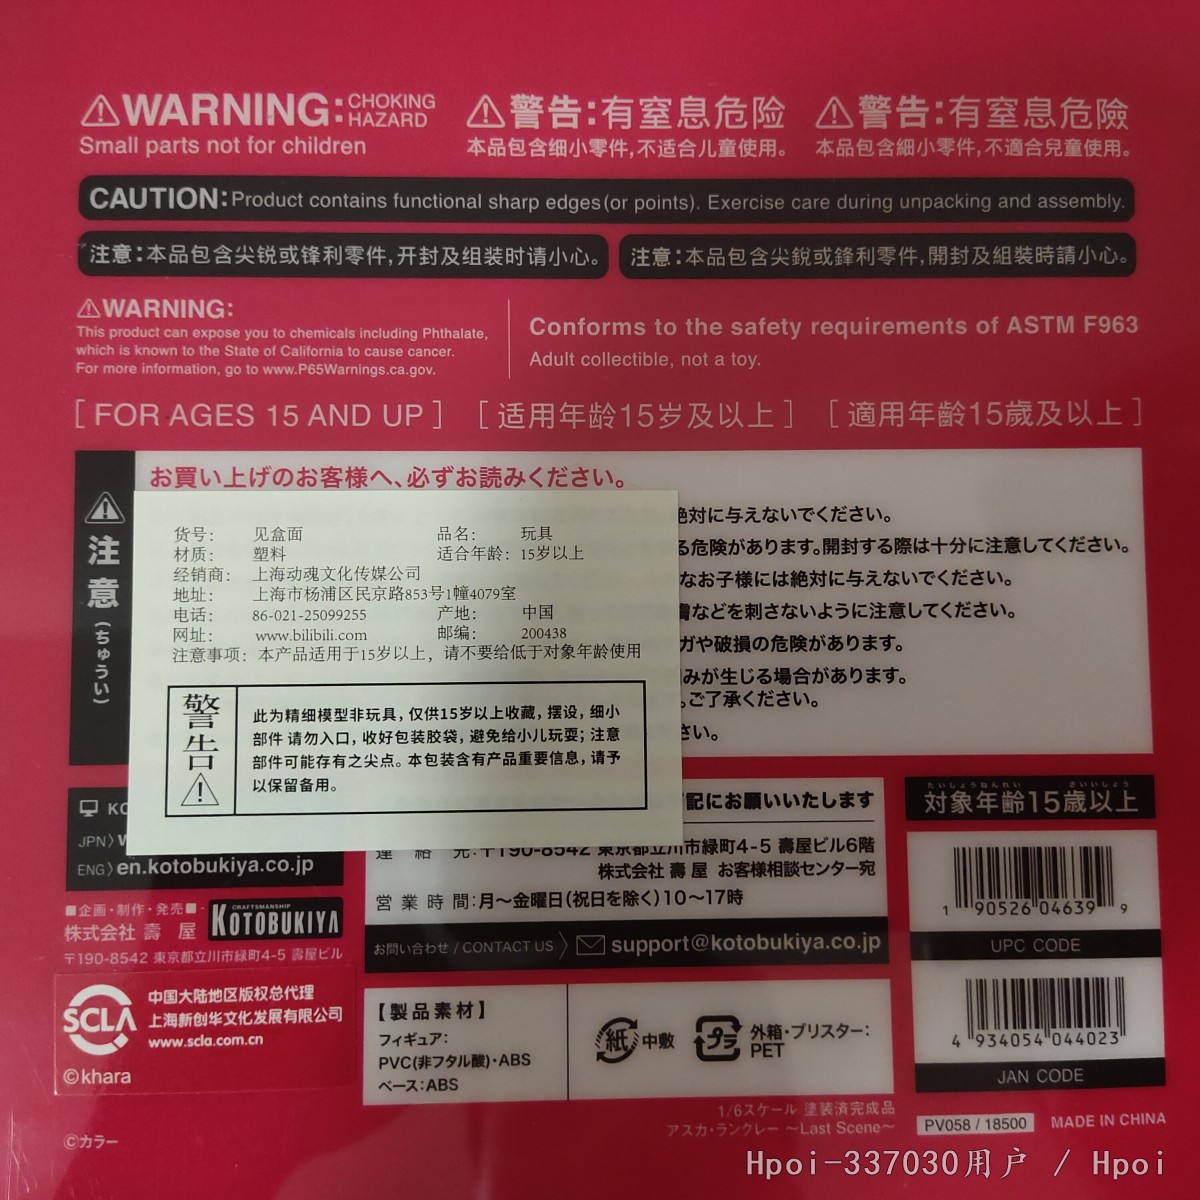 ⚠WARNING: CHOKING HAZARD
Small parts not for children
⚠警告:有窒息危险
本品包含细小零件,不适合儿童使用。
⚠警告:有窒息危險
本品包含細小零件,不適合兒童使用。
CAUTION:Product contains functional sharp edges(or points). Exercise care during unpacking and assembly.
注意:本品包含尖锐或锋利零件,开封及组装时请小心。
注意:本品包含尖銳或鋒利零件,開封及組裝時請小心。
⚠WARNING:
This product can expose you to chemicals including Phthalate,
which is known to the State of California to cause cancer.
For more information, go to www.P65Warnings.ca.gov.
Conforms to the safety requirements of ASTM F963
Adult collectible, not a toy.
[ FOR AGES 15 AND UP ]
[ 适用年龄15岁及以上 ]
[ 適用年齡15歲及以上 ]
注意(ちゅうい)
お買い上げのお客様へ、必ずお読みください。
絶対に与えないでください。
る危険があります。開封する際は十分に注意してください。
なお子様には絶対に与えないでください。
膚などを刺さないように注意してください。
ガや破損の危険があります。
みが生じる場合があります。
。ご了承ください。
さい。
货号: 见盒面 品名: 玩具
材质: 塑料 适合年龄: 15岁以上
经销商: 上海动魂文化传媒公司
地址: 上海市杨浦区民京路853号1幢4079室
电话: 86-021-25099255 产地: 中国
网址: www.bilibili.com 邮编: 200438
注意事项: 本产品适用于15岁以上, 请不要给低于对象年龄使用
警告⚠
此为精细模型非玩具, 仅供15岁以上收藏, 摆设, 细小
部件 请勿入口, 收好包装胶袋, 避免给小儿玩耍; 注意
部件可能存有之尖点。本包装含有产品重要信息, 请予
以保留备用。
KO
JPN〉w
ENG〉en.kotobukiya.co.jp
■企画・制作・発売■
CRAFTSMANSHIP
KOTOBUKIYA
株式会社 壽 屋
〒190-8542 東京都立川市緑町4-5 壽屋ビル
下記にお願いいたします
連 絡 先:〒190-8542 東京都立川市緑町4-5 壽屋ビル6階
株式会社 壽 屋 お客様相談センター宛
営 業 時 間:月〜金曜日(祝日を除く)10〜17時
お問い合わせ / CONTACT US 〉support@kotobukiya.co.jp
たいしょうねんれい さいいじょう
対象年齢15歳以上
1 90526 04639 9
UPC CODE
4 934054 044023
JAN CODE
SCLA
中国大陆地区版权总代理
上海新创华文化发展有限公司
www.scla.com.cn
©khara
©カラー
【製品素材】
フィギュア:
PVC(非フタル酸)・ABS
ベース:ABS
紙 中敷
プラ 外箱・ブリスター:
PET
1/6スケール 塗装済完成品
アスカ・ラングレー 〜Last Scene〜
PV058 / 18500
MADE IN CHINA
Hpoi-337030用户 / Hpoi